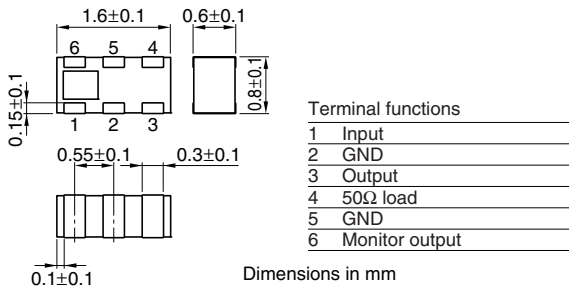 1.6±0.1
0.6±0.1
6 5 4
0.15±0.1
0.8±0.1
1 2 3
0.55±0.1
0.3±0.1
0.1±0.1
Dimensions in mm
Terminal functions
1 Input
2 GND
3 Output
4 50Ω load
5 GND
6 Monitor output